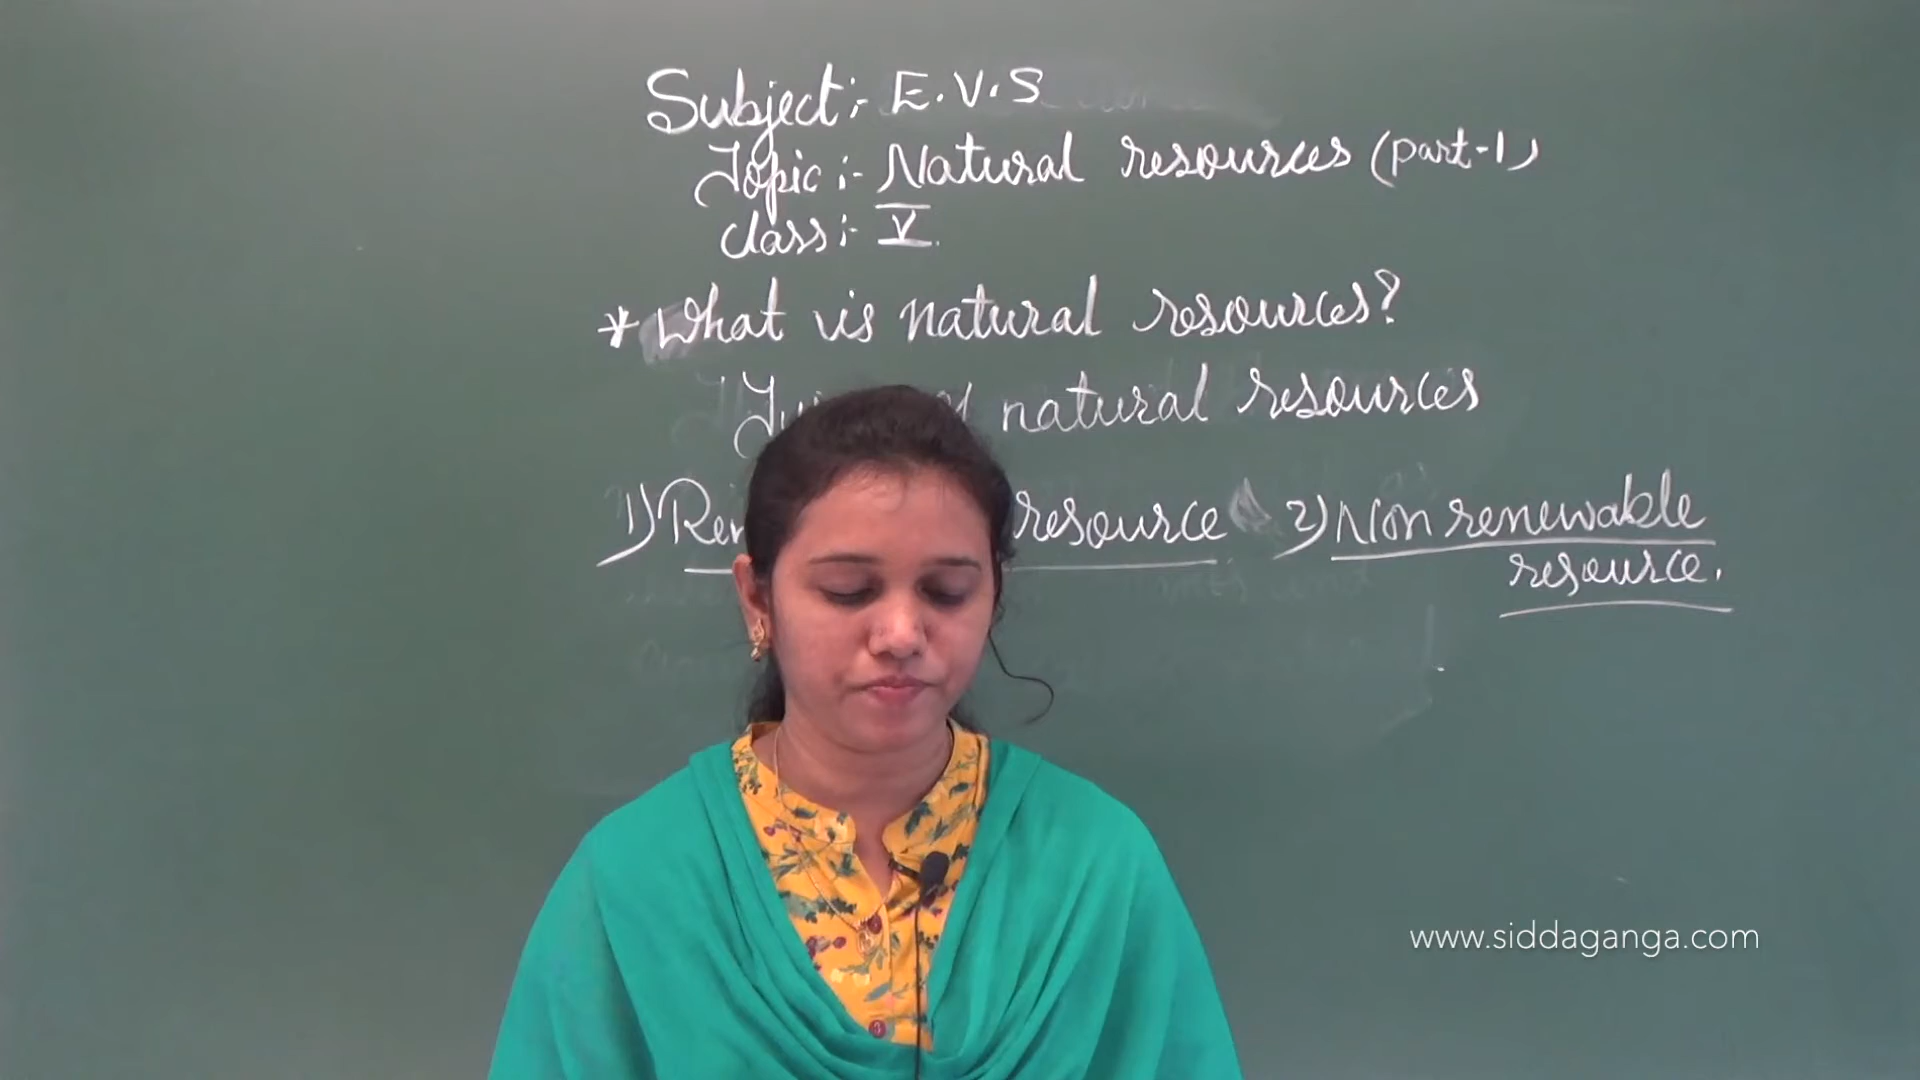 Subject:- E.V.S
Topic:- Natural resources (part-1)
class:- V
* What is natural resources?
natural resources
1) resource 2) Non renewable
resource.
www.siddaganga.com